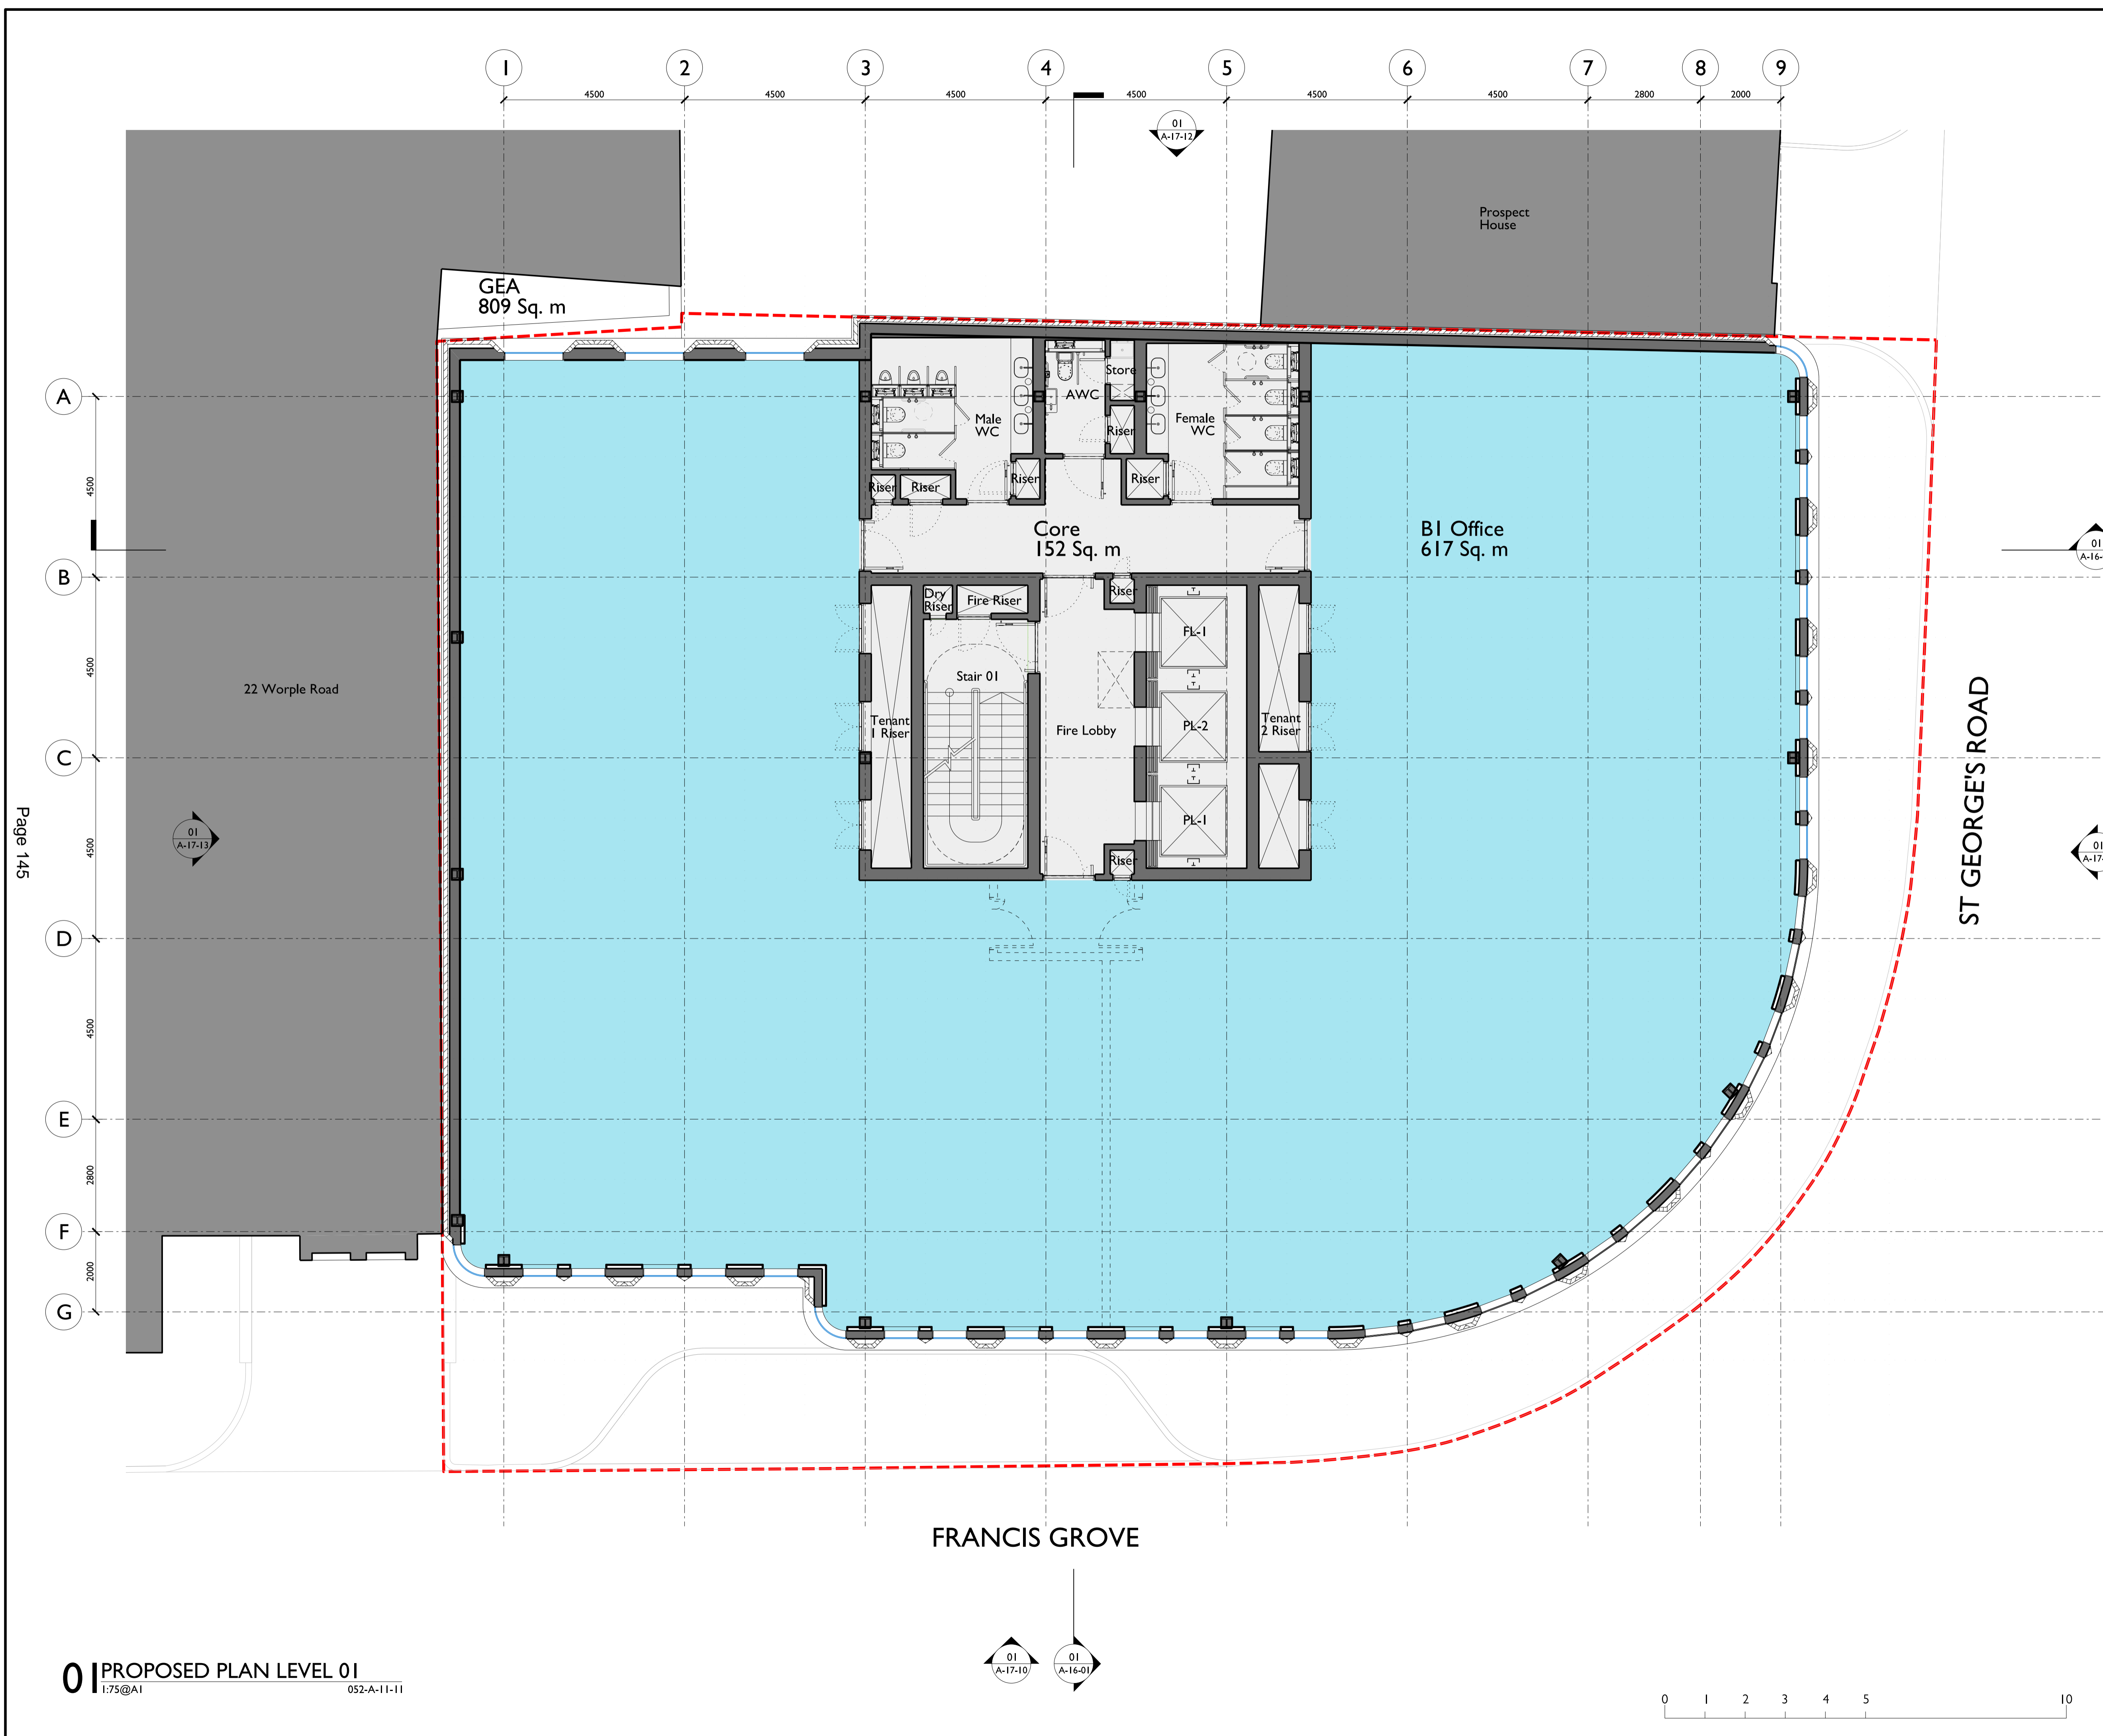 1 2 3 4 5 6 7 8 9
4500 4500 4500 4500 4500 4500 2800 2000
01
A-17-12
Prospect
House
GEA
809 Sq. m
A
B
C
D
E
F
G
4500
4500
4500
4500
2800
2000
Store
AWC
Male
WC
Female
WC
Riser
Riser
Riser
Riser
Riser
Core
152 Sq. m
B1 Office
617 Sq. m
01
A-16-
Dry
Riser
Fire Riser
Riser
FL-1
22 Worple Road
Stair 01
Tenant
1 Riser
Fire Lobby
PL-2
Tenant
2 Riser
PL-1
Riser
01
A-17-13
01
A-17-
Page 145
ST GEORGE'S ROAD
FRANCIS GROVE
01
A-17-10
01
A-16-01
01 PROPOSED PLAN LEVEL 01
1:75@A1 052-A-11-11
0 1 2 3 4 5 10